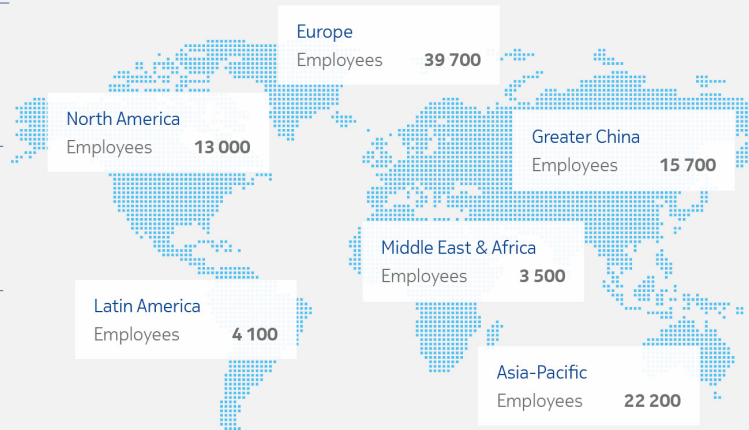 Europe
Employees 39 700
North America
Employees 13 000
Greater China
Employees 15 700
Middle East & Africa
Employees 3 500
Latin America
Employees 4 100
Asia-Pacific
Employees 22 200